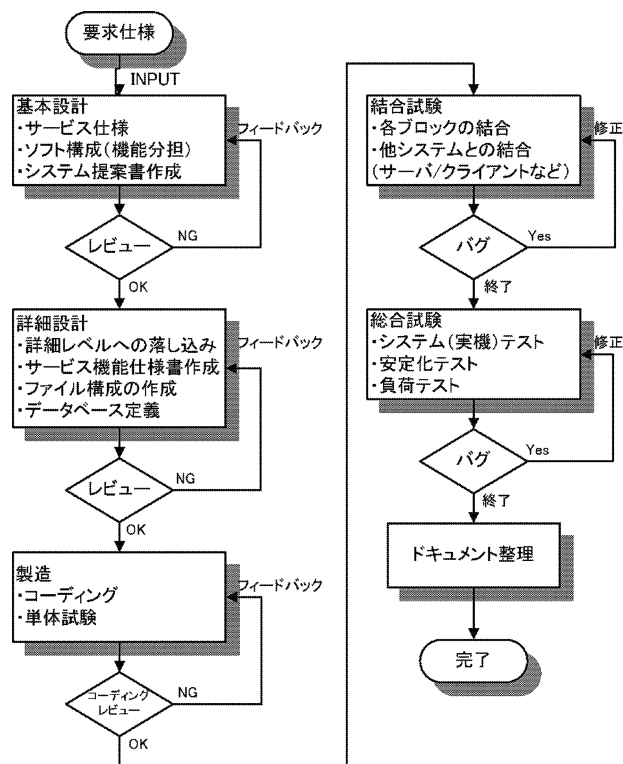 要求仕様
INPUT
基本設計
・サービス仕様
・ソフト構成(機能分担)
・システム提案書作成
フィードバック
レビュー
NG
OK
詳細設計
・詳細レベルへの落し込み
・サービス機能仕様書作成
・ファイル構成の作成
・データベース定義
フィードバック
レビュー
NG
OK
製造
・コーディング
・単体試験
フィードバック
コーディング
レビュー
NG
OK
結合試験
・各ブロックの結合
・他システムとの結合
(サーバ/クライアントなど)
修正
バグ
Yes
終了
総合試験
・システム(実機)テスト
・安定化テスト
・負荷テスト
修正
バグ
Yes
終了
ドキュメント整理
完了